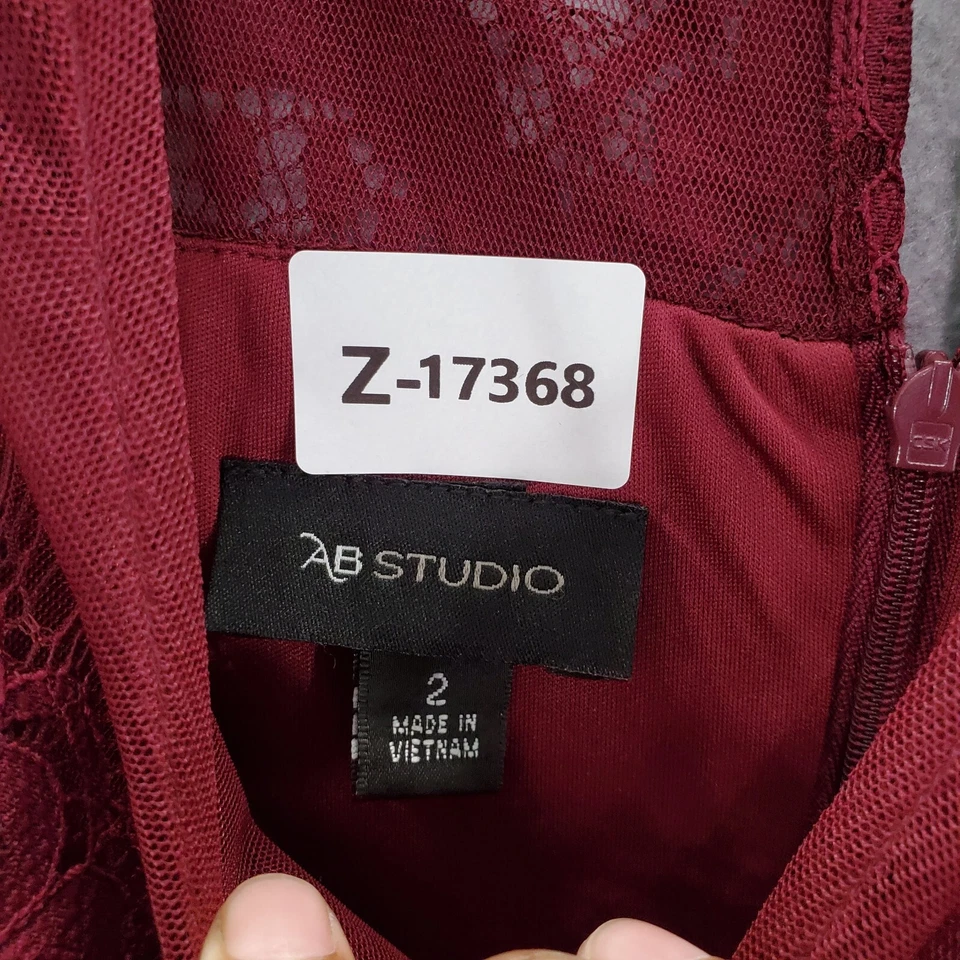 Z-17368
AB STUDIO
2
MADE IN
VIETNAM